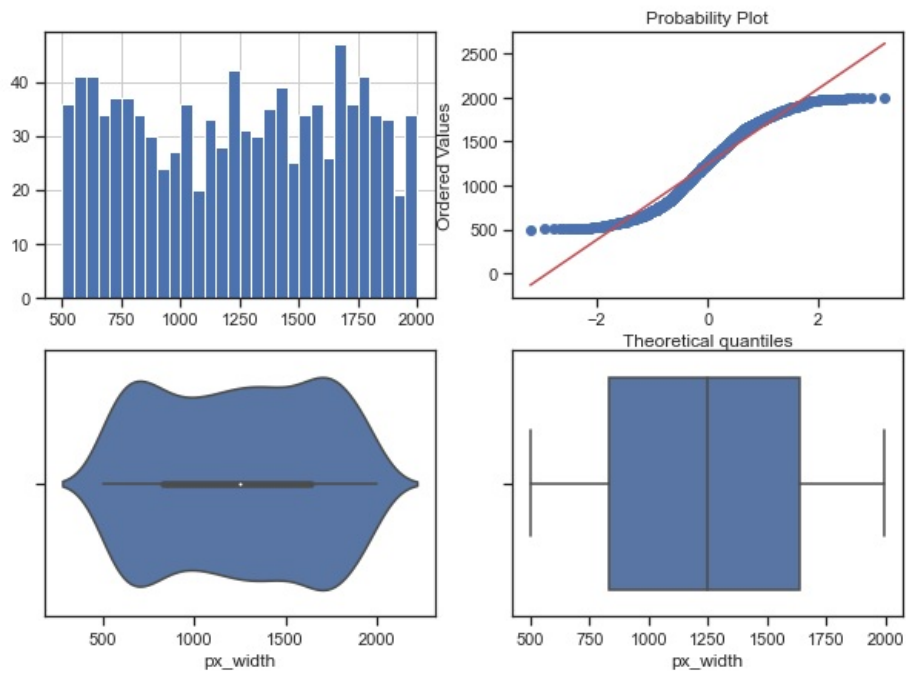 Probability Plot
40
30
20
10
0
500 750 1000 1250 1500 1750 2000
Ordered Values
2500
2000
1500
1000
500
0
−2 0 2
Theoretical quantiles
500 1000 1500 2000
px_width
500 750 1000 1250 1500 1750 2000
px_width